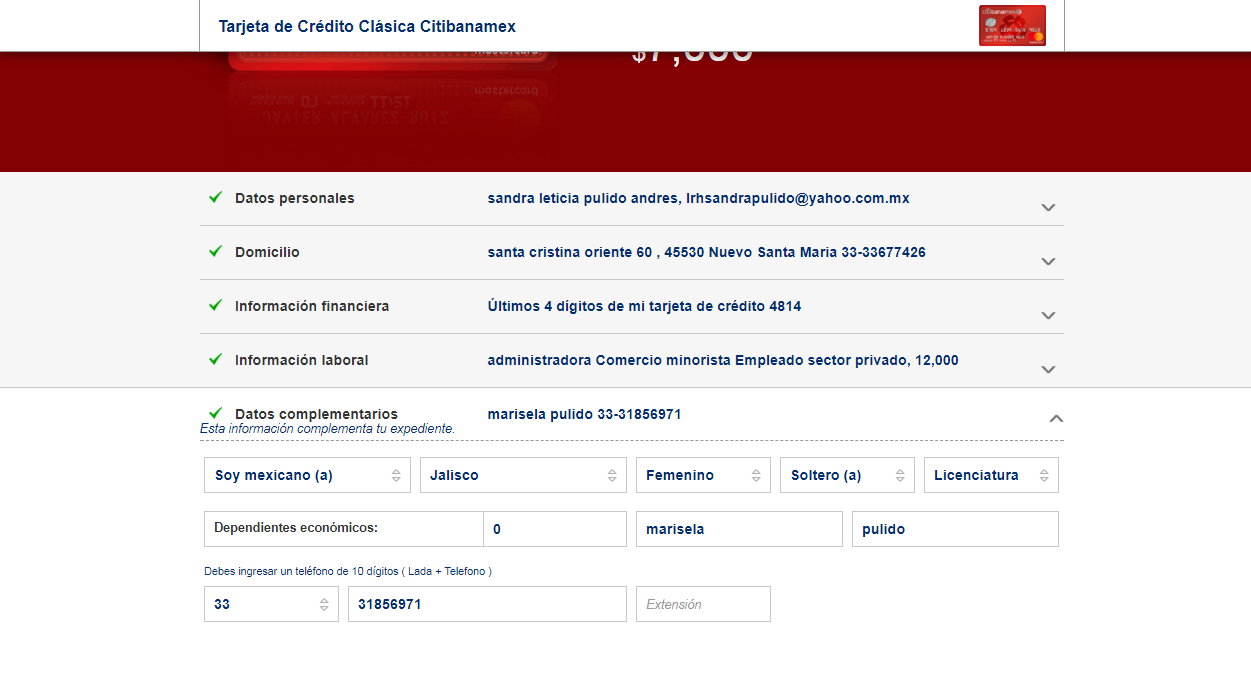 Tarjeta de Crédito Clásica Citibanamex
citibanamex
mastercard
Datos personales sandra leticia pulido andres, lrhsandrapulido@yahoo.com.mx
Domicilio santa cristina oriente 60 , 45530 Nuevo Santa Maria 33-33677426
Información financiera Últimos 4 dígitos de mi tarjeta de crédito 4814
Información laboral administradora Comercio minorista Empleado sector privado, 12,000
Datos complementarios marisela pulido 33-31856971
Esta información complementa tu expediente.
Soy mexicano (a) Jalisco Femenino Soltero (a) Licenciatura
Dependientes económicos: 0 marisela pulido
Debes ingresar un teléfono de 10 dígitos ( Lada + Telefono )
33 31856971 Extensión